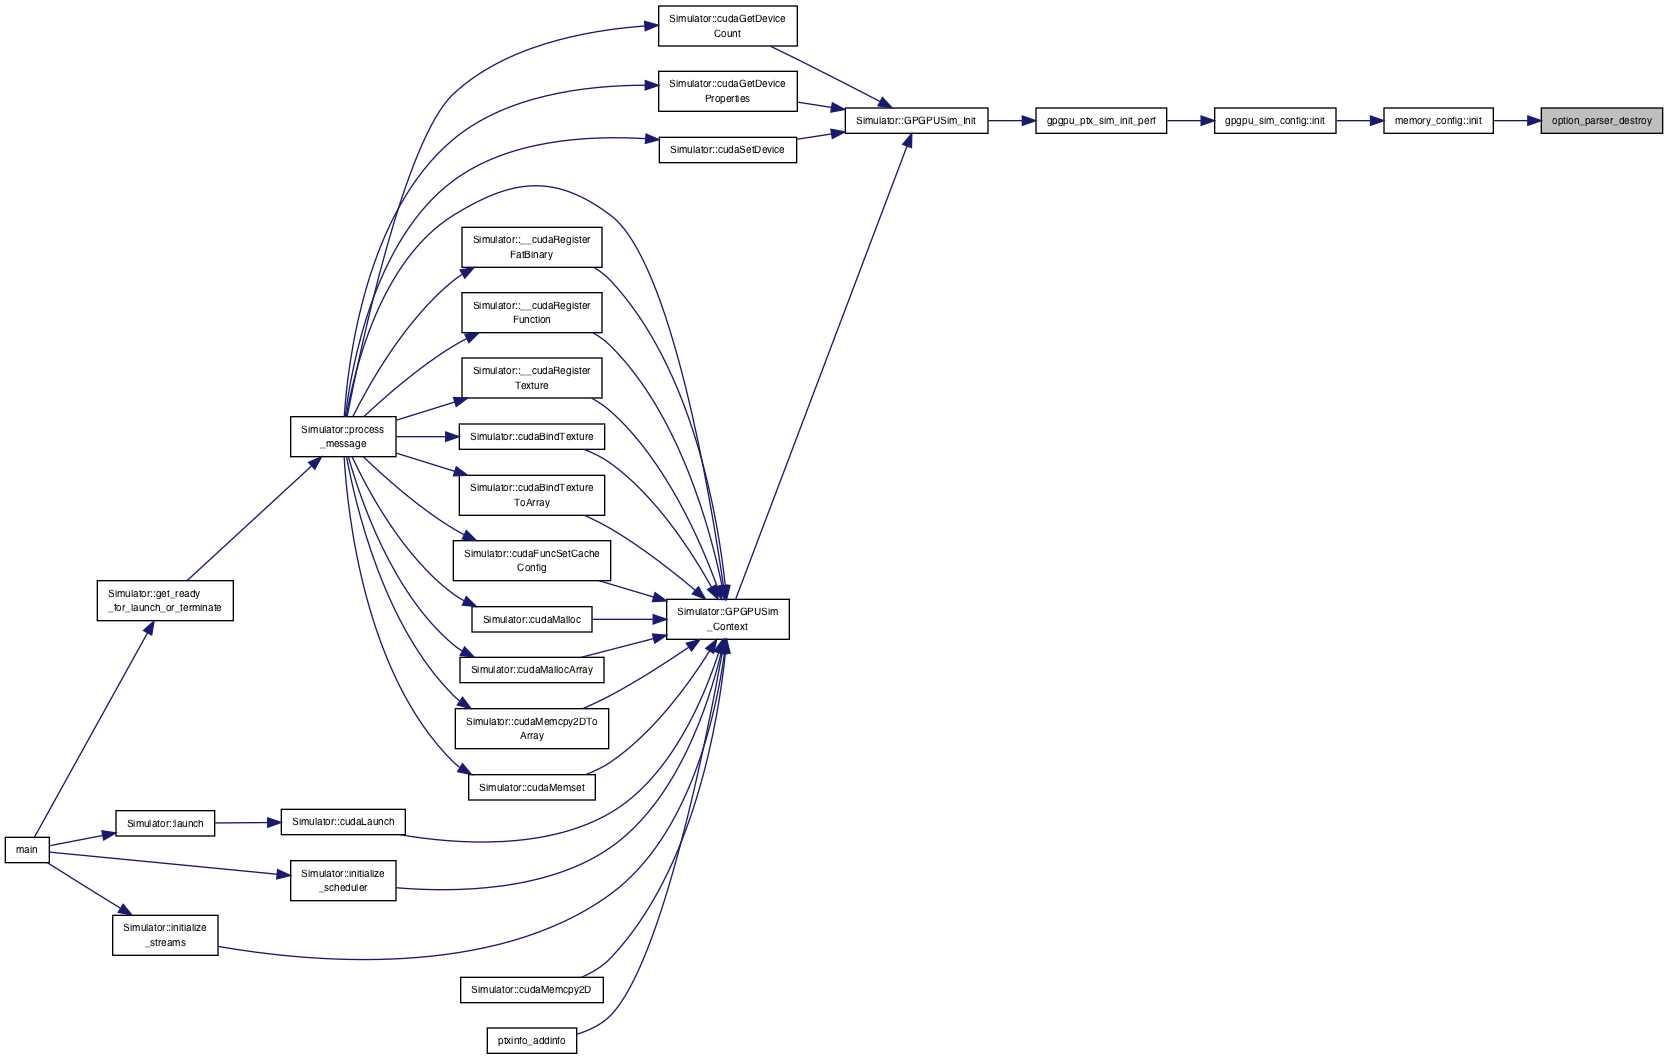 Simulator::cudaGetDevice
Count
Simulator::cudaGetDevice
Properties
Simulator::GPGPUSim_Init
gpgpu_ptx_sim_init_perf
gpgpu_sim_config::init
memory_config::init
option_parser_destroy
Simulator::cudaSetDevice
Simulator::__cudaRegister
FatBinary
Simulator::__cudaRegister
Function
Simulator::__cudaRegister
Texture
Simulator::process
_message
Simulator::cudaBindTexture
Simulator::cudaBindTexture
ToArray
Simulator::cudaFuncSetCache
Config
Simulator::get_ready
_for_launch_or_terminate
Simulator::cudaMalloc
Simulator::GPGPUSim
_Context
Simulator::cudaMallocArray
Simulator::cudaMemcpy2DTo
Array
Simulator::cudaMemset
Simulator::launch
Simulator::cudaLaunch
main
Simulator::initialize
_scheduler
Simulator::initialize
_streams
Simulator::cudaMemcpy2D
ptxinfo_addinfo